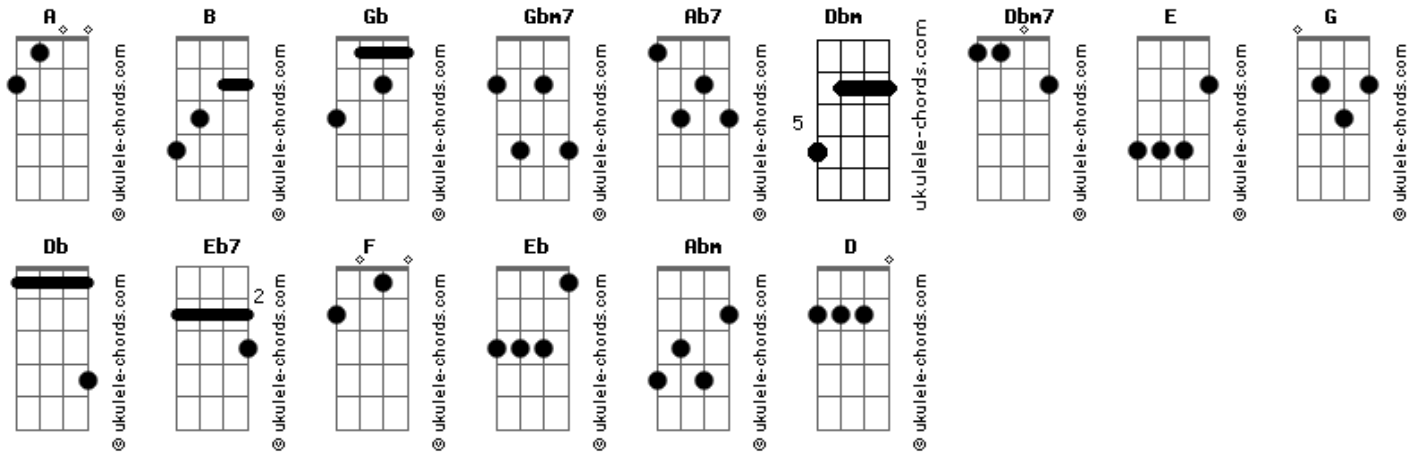 A B Gb Gbm7 Ab7 Dbm Dbm7 E G
5
© ukulele-chords.com © ukulele-chords.com © ukulele-chords.com © ukulele-chords.com © ukulele-chords.com ukulele-chords.com © ukulele-chords.com © ukulele-chords.com © ukulele-chords.com
Db Eb7 F Eb Abm D
2
© ukulele-chords.com © ukulele-chords.com © ukulele-chords.com © ukulele-chords.com © ukulele-chords.com © ukulele-chords.com